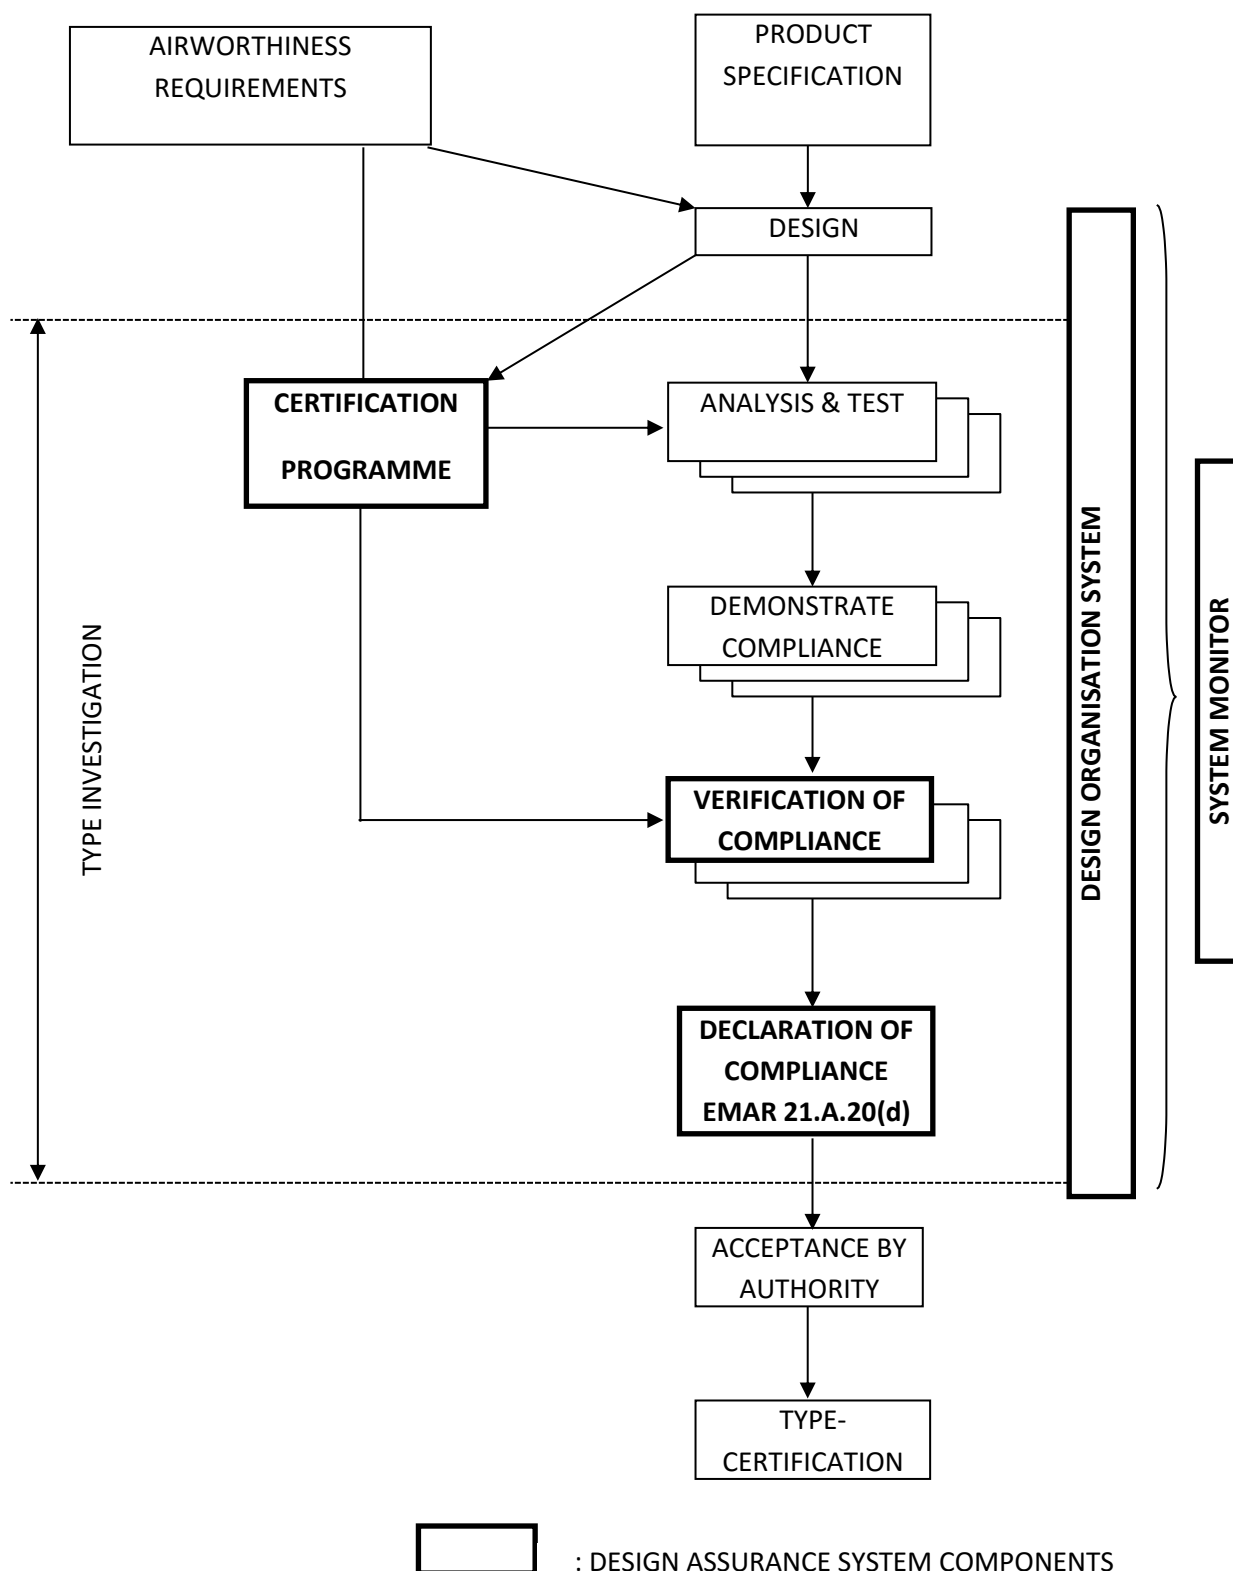 AIRWORTHINESS
REQUIREMENTS
PRODUCT
SPECIFICATION
DESIGN
CERTIFICATION
PROGRAMME
ANALYSIS & TEST
DEMONSTRATE
COMPLIANCE
VERIFICATION OF
COMPLIANCE
DECLARATION OF
COMPLIANCE
EMAR 21.A.20(d)
ACCEPTANCE BY
AUTHORITY
TYPE-
CERTIFICATION
TYPE INVESTIGATION
DESIGN ORGANISATION SYSTEM
SYSTEM MONITOR
: DESIGN ASSURANCE SYSTEM COMPONENTS